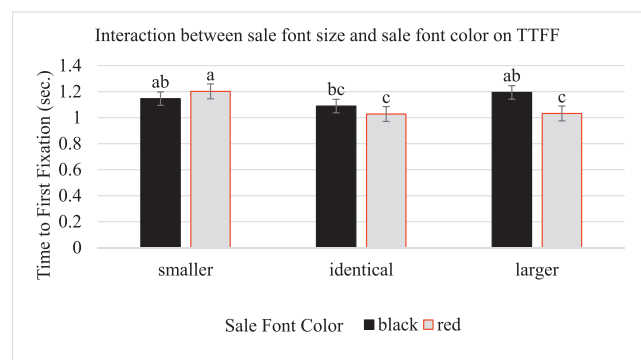 Interaction between sale font size and sale font color on TTFF
Time to First Fixation (sec.)
1.4
1.2
1
0.8
0.6
0.4
0.2
0
ab a bc c ab c
smaller identical larger
Sale Font Color black red